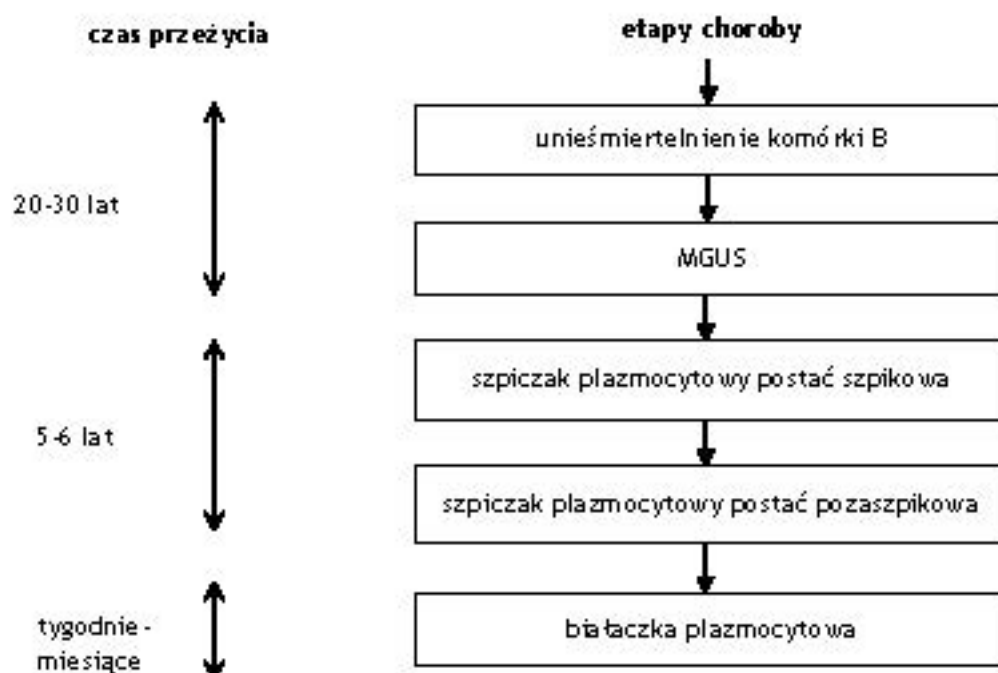 czas przeżycia
etapy choroby
unieśmiertelnienie komórki B
20-30 lat
MGUS
szpiczak plazmocytowy postać szpikowa
5-6 lat
szpiczak plazmocytowy postać pozaszpikowa
białaczka plazmocytowa
tygodnie -
miesiące